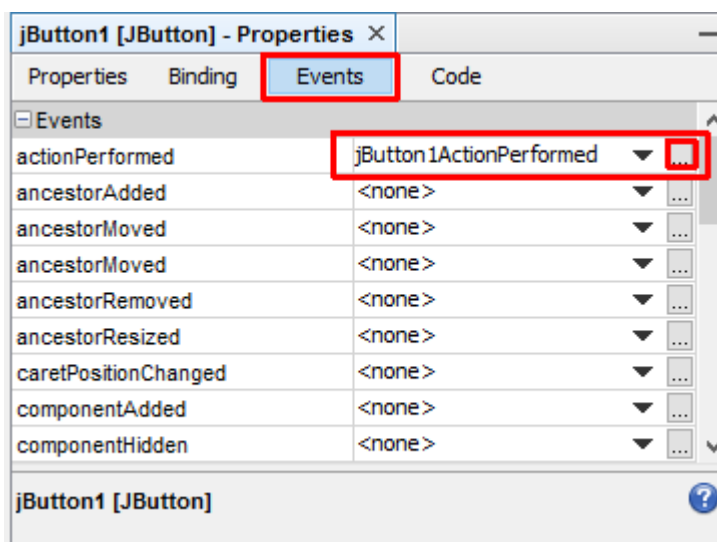 jButton1 [JButton] - Properties ×
Properties Binding Events Code
Events
actionPerformed jButton1ActionPerformed ...
ancestorAdded <none> ...
ancestorMoved <none> ...
ancestorMoved <none> ...
ancestorRemoved <none> ...
ancestorResized <none> ...
caretPositionChanged <none> ...
componentAdded <none> ...
componentHidden <none> ...
jButton1 [JButton] ?